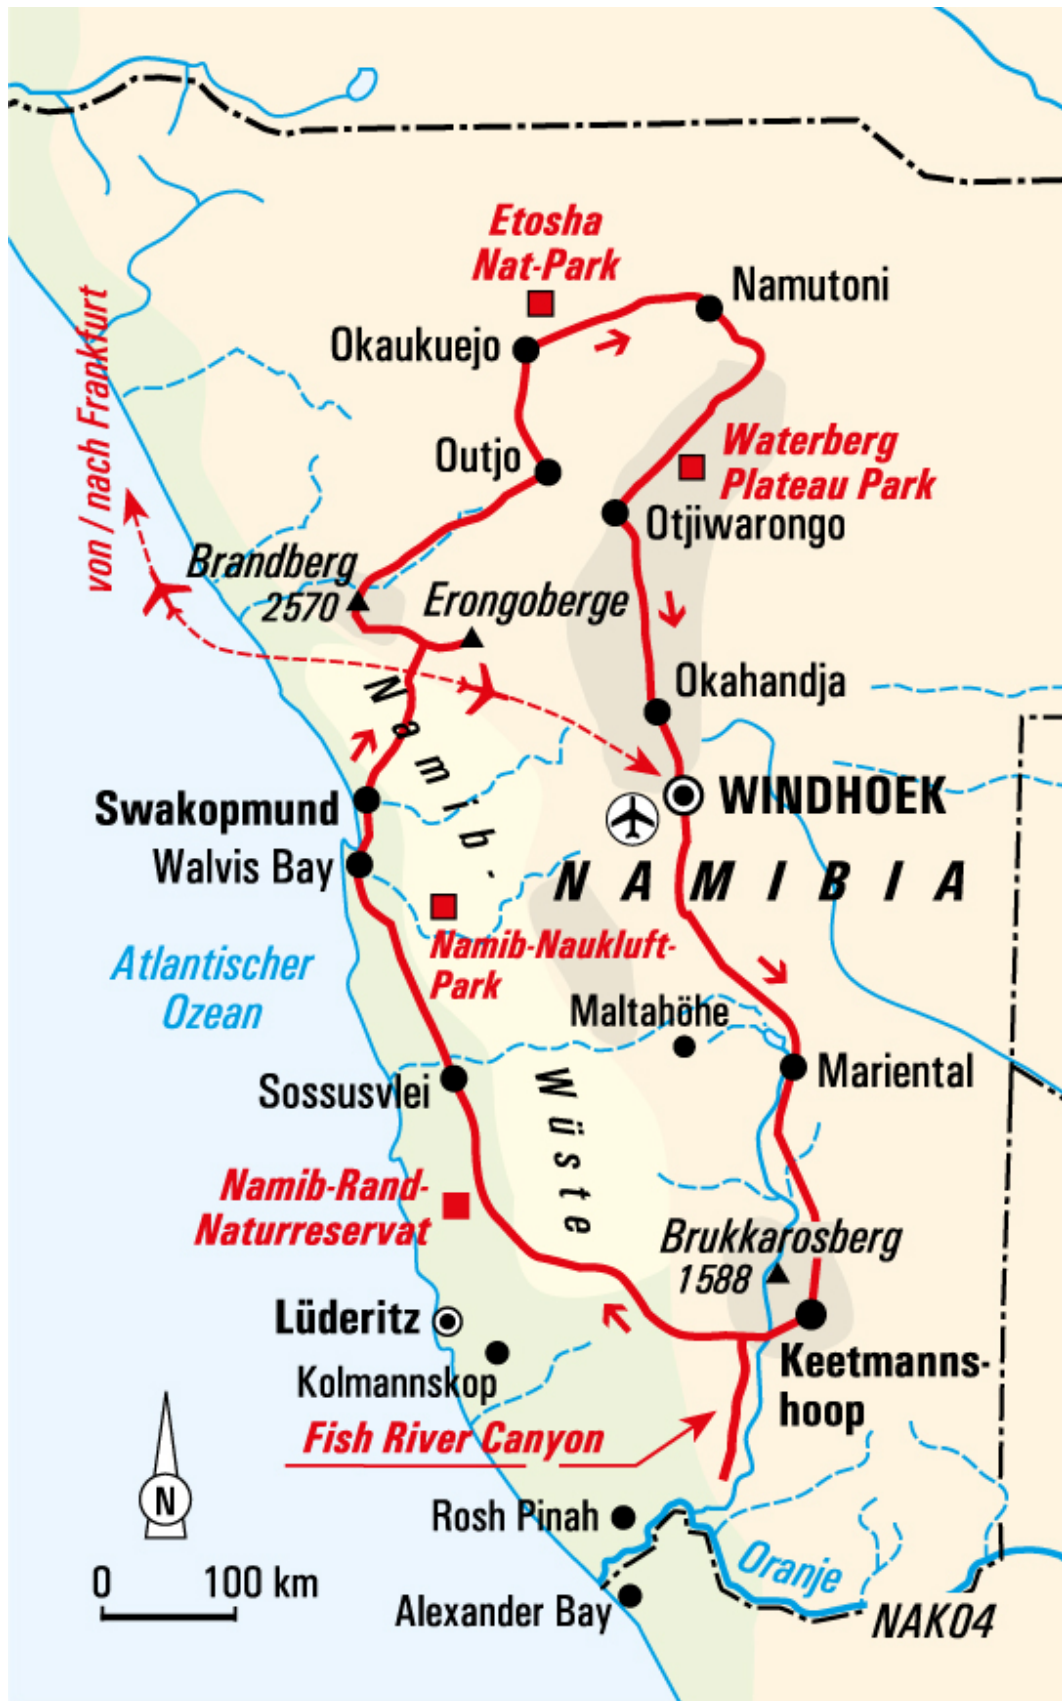 Etosha
Nat-Park
Namutoni
Okaukuejo
von / nach Frankfurt
Outjo
Waterberg
Plateau Park
Otjiwarongo
Brandberg
2570
Erongoberge
Okahandja
Namib-
Swakopmund
WINDHOEK
Walvis Bay
NAMIBIA
Namib-Naukluft-
Park
Atlantischer
Ozean
Maltahöhe
Sossusvlei
Mariental
Wüste
Namib-Rand-
Naturreservat
Brukkarosberg
1588
Lüderitz
Kolmannskop
Keetmanns-
hoop
Fish River Canyon
N
Rosh Pinah
Oranje
0 100 km
Alexander Bay
NAK04